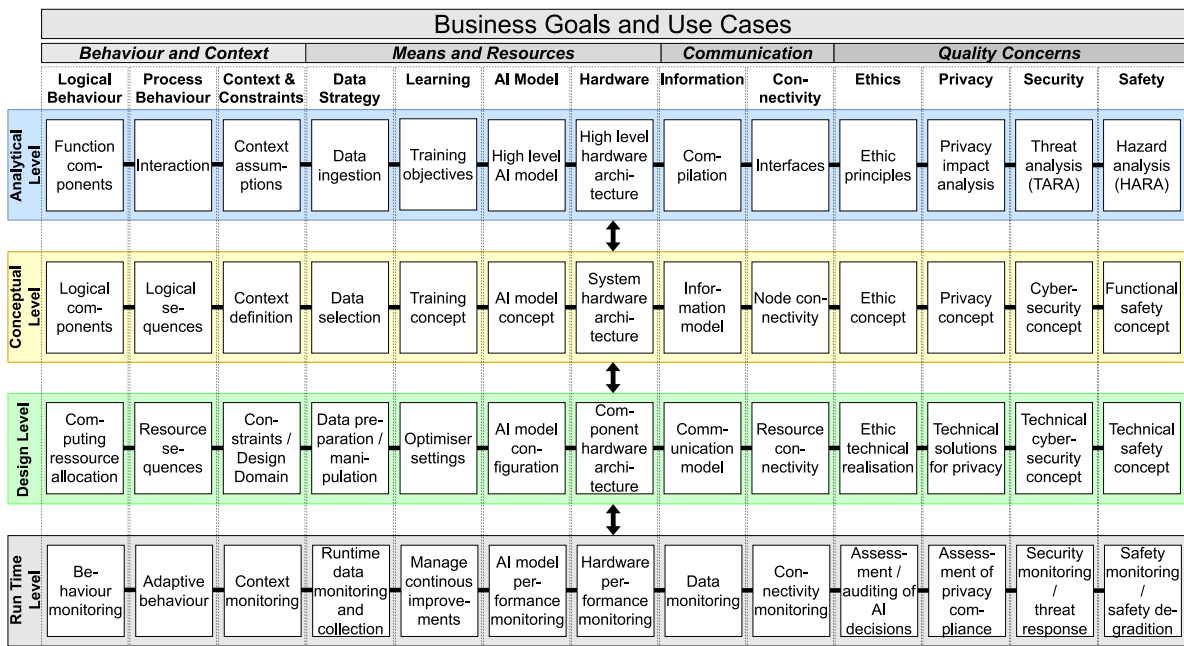 Business Goals and Use Cases
Behaviour and Context
Means and Resources
Communication
Quality Concerns
Logical
Behaviour
Process
Behaviour
Context &
Constraints
Data
Strategy
Learning
AI Model
Hardware
Information
Con-
nectivity
Ethics
Privacy
Security
Safety
Analytical
Level
Function
com-
ponents
Interaction
Context
assum-
ptions
Data
ingestion
Training
objectives
High level
AI model
High level
hardware
archi-
tecture
Com-
pilation
Interfaces
Ethic
principles
Privacy
impact
analysis
Threat
analysis
(TARA)
Hazard
analysis
(HARA)
Conceptual
Level
Logical
com-
ponents
Logical
se-
quences
Context
definition
Data
selection
Training
concept
AI model
concept
System
hardware
archi-
tecture
Infor-
mation
model
Node con-
nectivity
Ethic
concept
Privacy
concept
Cyber-
security
concept
Functional
safety
concept
Design Level
Com-
puting
ressource
allocation
Resource
se-
quences
Con-
straints /
Design
Domain
Data pre-
paration /
mani-
pulation
Optimiser
settings
AI model
con-
figuration
Com-
ponent
hardware
archi-
tecture
Comm-
unication
model
Resource
con-
nectivity
Ethic
technical
realisation
Technical
solutions
for privacy
Technical
cyber-
security
concept
Technical
safety
concept
Run Time
Level
Be-
haviour
monitoring
Adaptive
behaviour
Context
monitoring
Runtime
data
monitoring
and
collection
Manage
continous
improve-
ments
AI model
per-
formance
monitoring
Hardware
per-
formance
monitoring
Data
monitoring
Con-
nectivity
monitoring
Assess-
ment /
auditing of
AI
decisions
Assess-
ment of
privacy
com-
pliance
Security
monitoring
/
threat
response
Safety
monitoring
/
safety de-
gradition